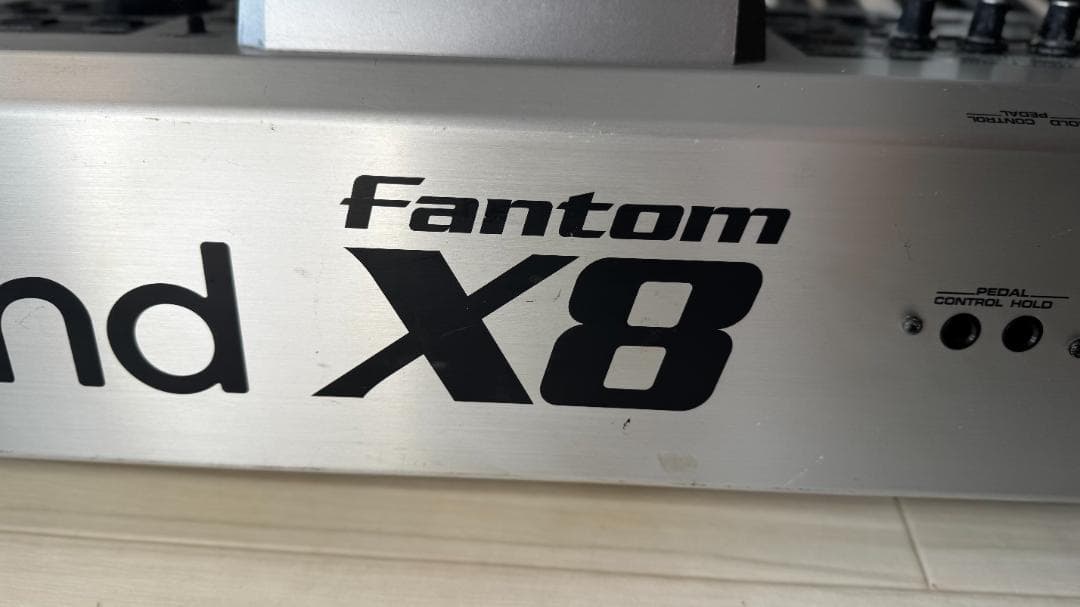 Fantom
nd X8
PEDAL
CONTROL HOLD
PEDAL
CONTROL HOLD